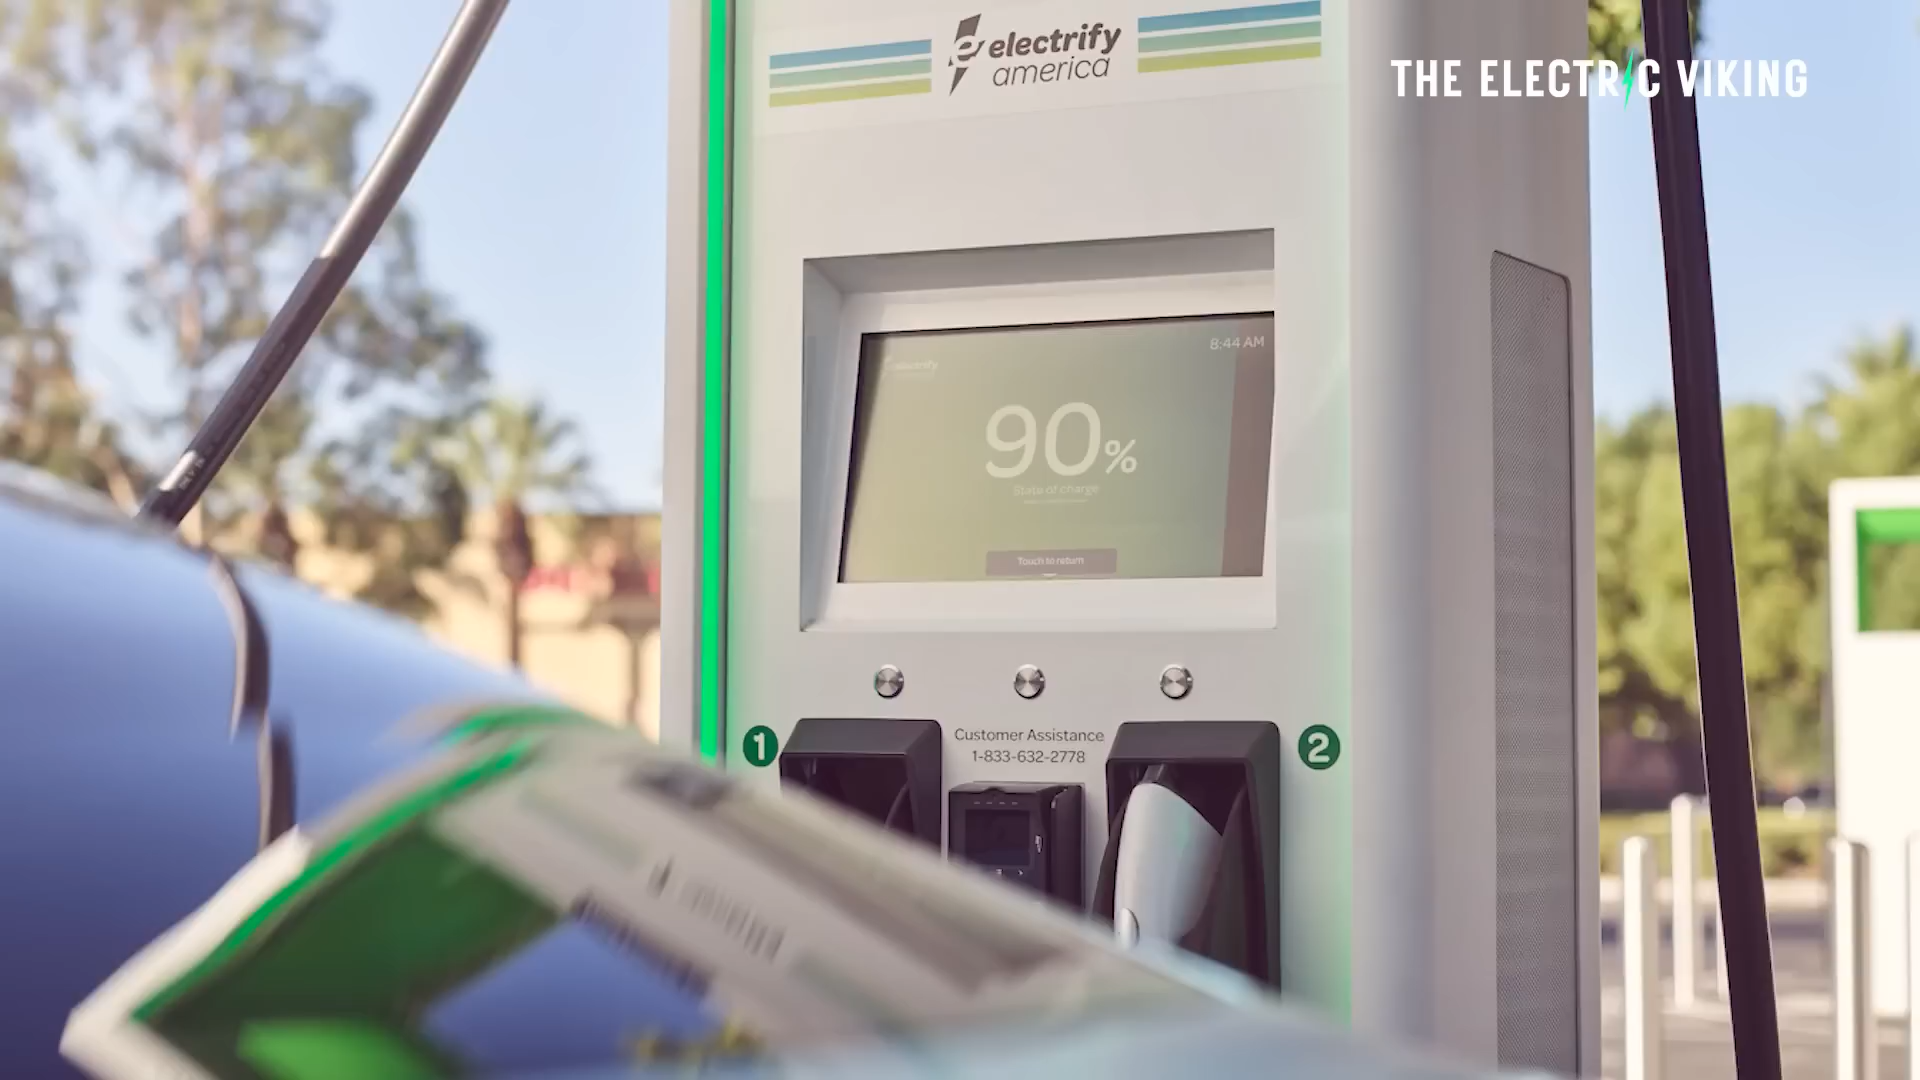 electrify
america
THE ELECTRIC VIKING
8:44 AM
electrify
90%
State of charge
Touch to return
1
Customer Assistance
1-833-632-2778
2